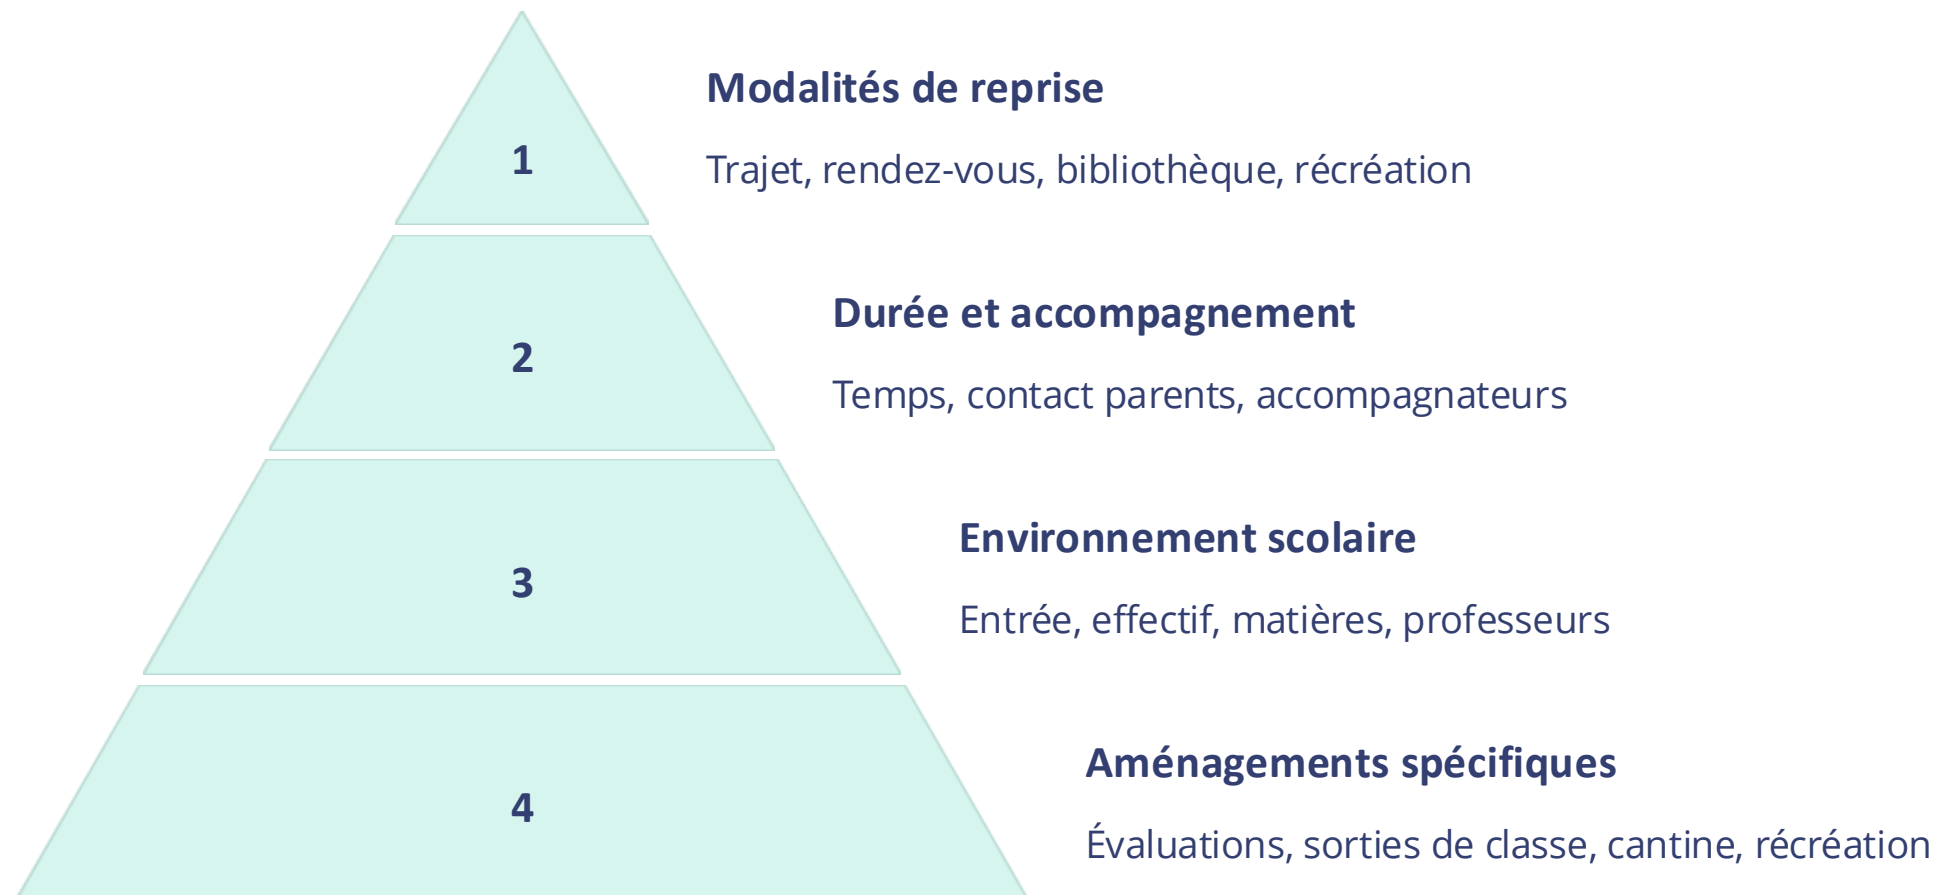 Modalités de reprise
1
Trajet, rendez-vous, bibliothèque, récréation
Durée et accompagnement
2
Temps, contact parents, accompagnateurs
Environnement scolaire
3
Entrée, effectif, matières, professeurs
Aménagements spécifiques
4
Évaluations, sorties de classe, cantine, récréation